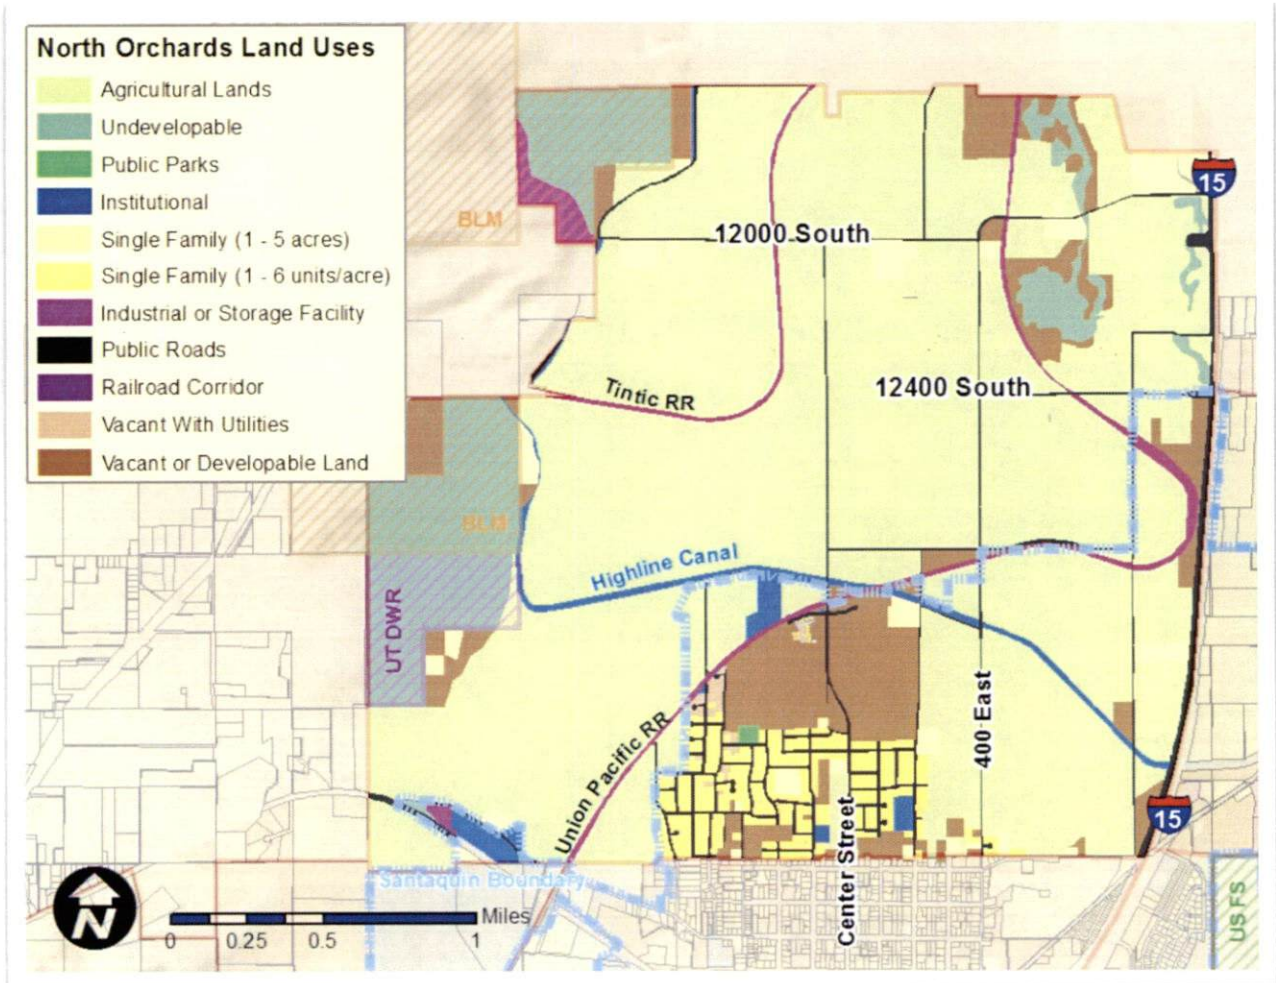 North Orchards Land Uses
Agricultural Lands
Undevelopable
Public Parks
Institutional
Single Family (1 - 5 acres)
Single Family (1 - 6 units/acre)
Industrial or Storage Facility
Public Roads
Railroad Corridor
Vacant With Utilities
Vacant or Developable Land
BLM
15
12000 South
Tintic RR
12400 South
BLM
Highline Canal
UT DWR
400 East
Union Pacific RR
Center Street
15
Santaquin Boundary
US FS
N
Miles
0 0.25 0.5 1